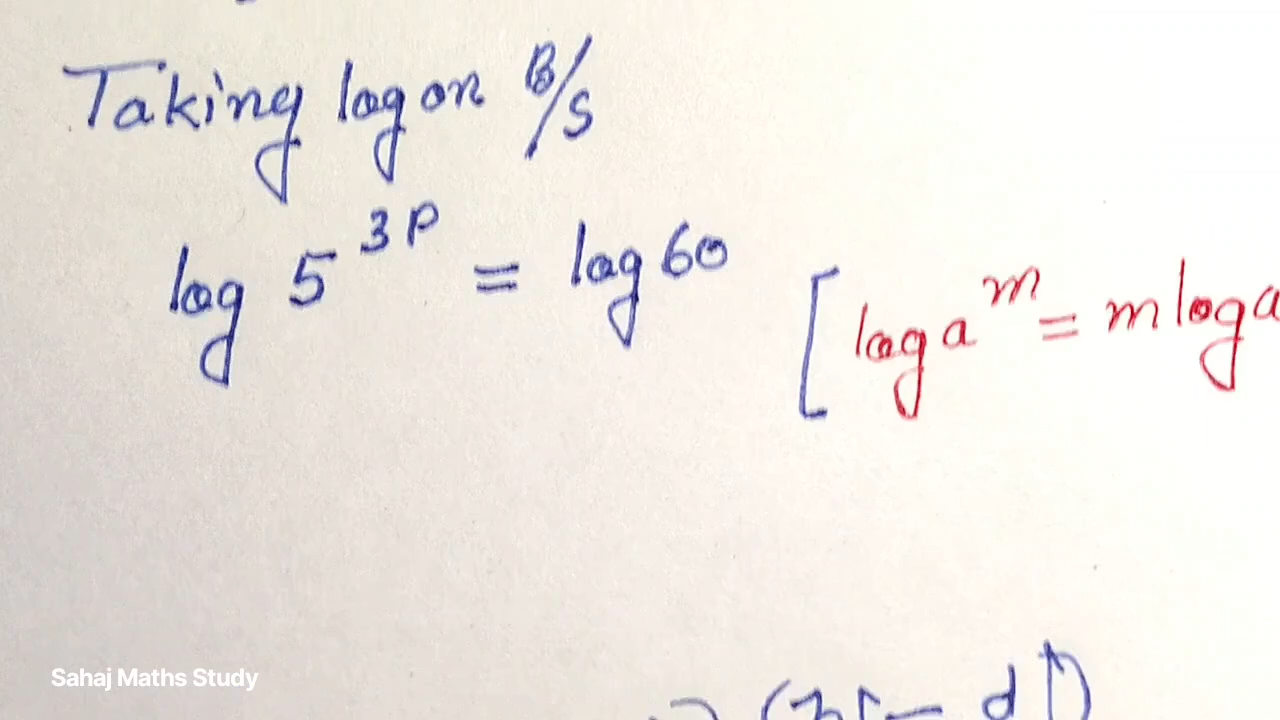 Taking log on B/S
log 5^{3P} = log 60
[log a^m = m log a
Sahaj Maths Study